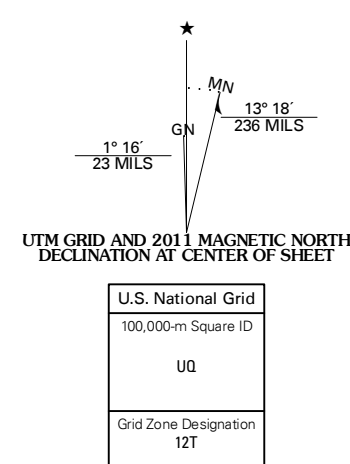 ★
MN
13° 18´
236 MILS
GN
1° 16´
23 MILS
UTM GRID AND 2011 MAGNETIC NORTH
DECLINATION AT CENTER OF SHEET
U.S. National Grid
100,000-m Square ID
UQ
Grid Zone Designation
12T